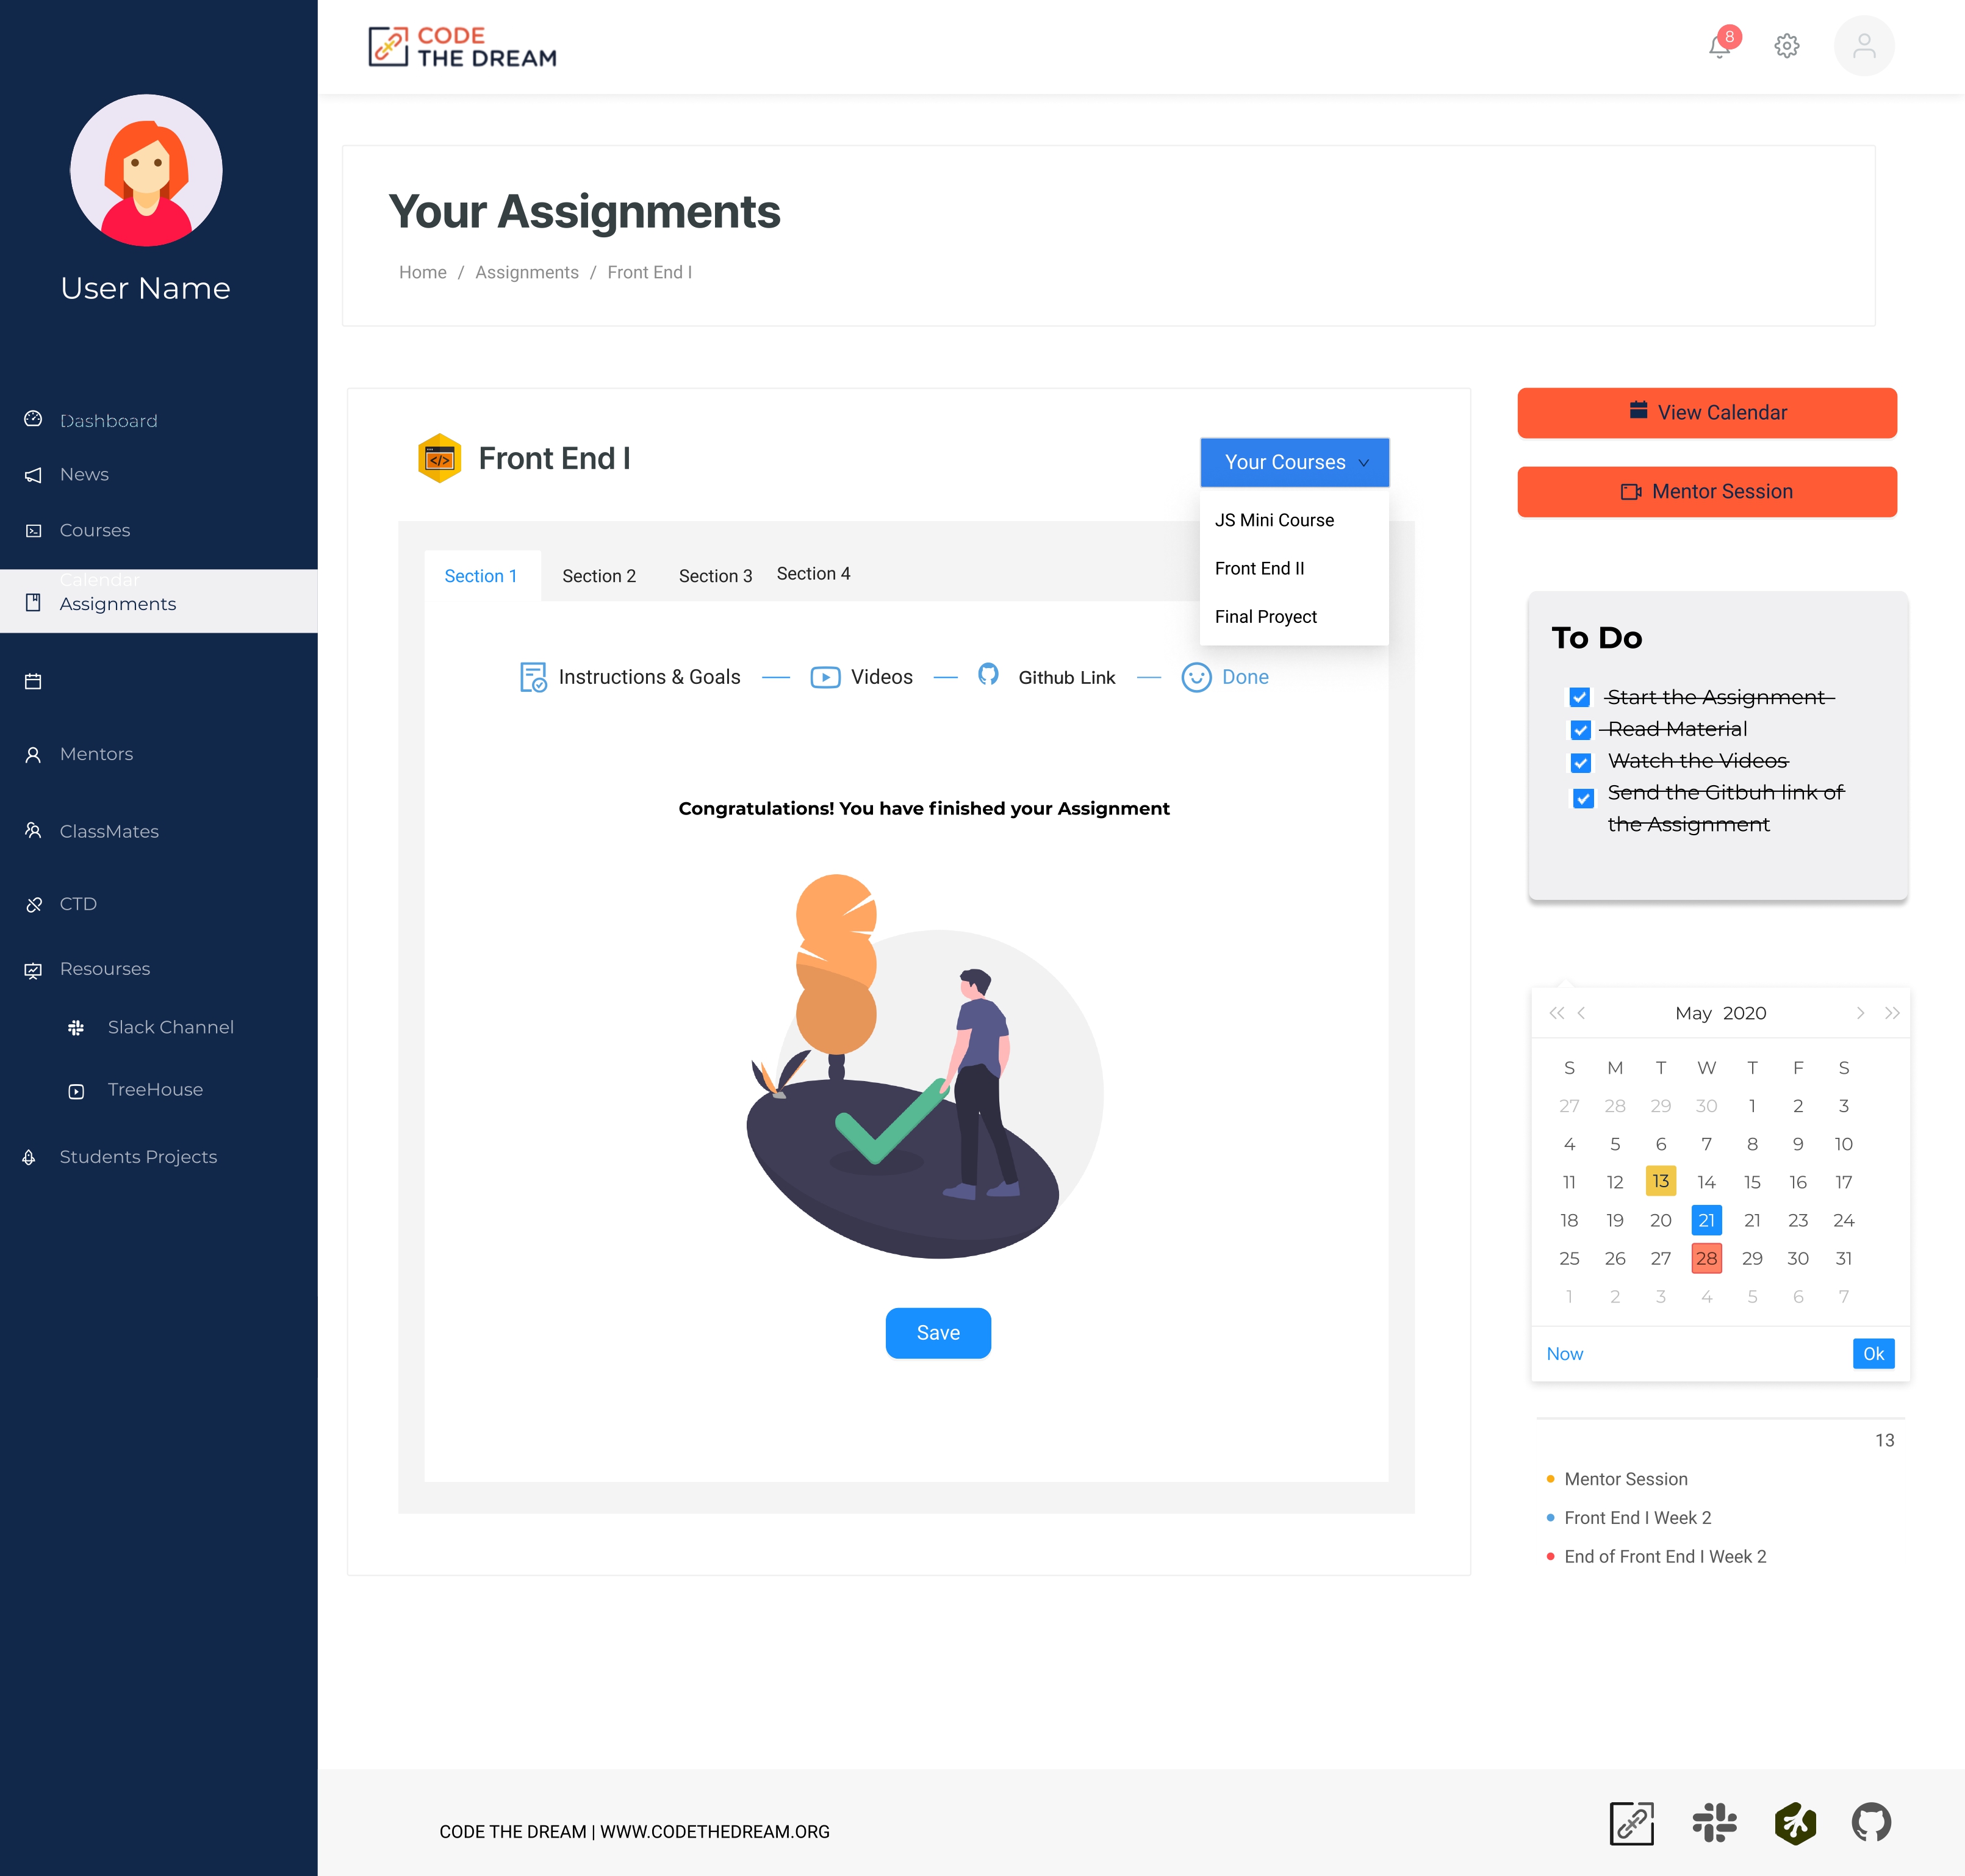 CODE
THE DREAM
8
User Name
Dashboard
News
Courses
Calendar
Assignments
Mentors
ClassMates
CTD
Resourses
Slack Channel
TreeHouse
Students Projects
Your Assignments
Home / Assignments / Front End I
</> Front End I
Your Courses
JS Mini Course
Front End II
Final Proyect
Section 1 Section 2 Section 3 Section 4
Instructions & Goals Videos Github Link Done
Congratulations! You have finished your Assignment
Save
View Calendar
Mentor Session
To Do
Start the Assignment
Read Material
Watch the Videos
Send the Gitbuh link of
the Assignment
May 2020
S M T W T F S
27 28 29 30 1 2 3
4 5 6 7 8 9 10
11 12 13 14 15 16 17
18 19 20 21 21 23 24
25 26 27 28 29 30 31
1 2 3 4 5 6 7
Now Ok
13
Mentor Session
Front End I Week 2
End of Front End I Week 2
CODE THE DREAM | WWW.CODETHEDREAM.ORG